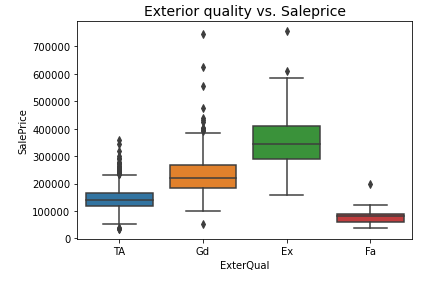 Exterior quality vs. Saleprice
700000
600000
500000
400000
300000
200000
100000
0
SalePrice
TA Gd Ex Fa
ExterQual